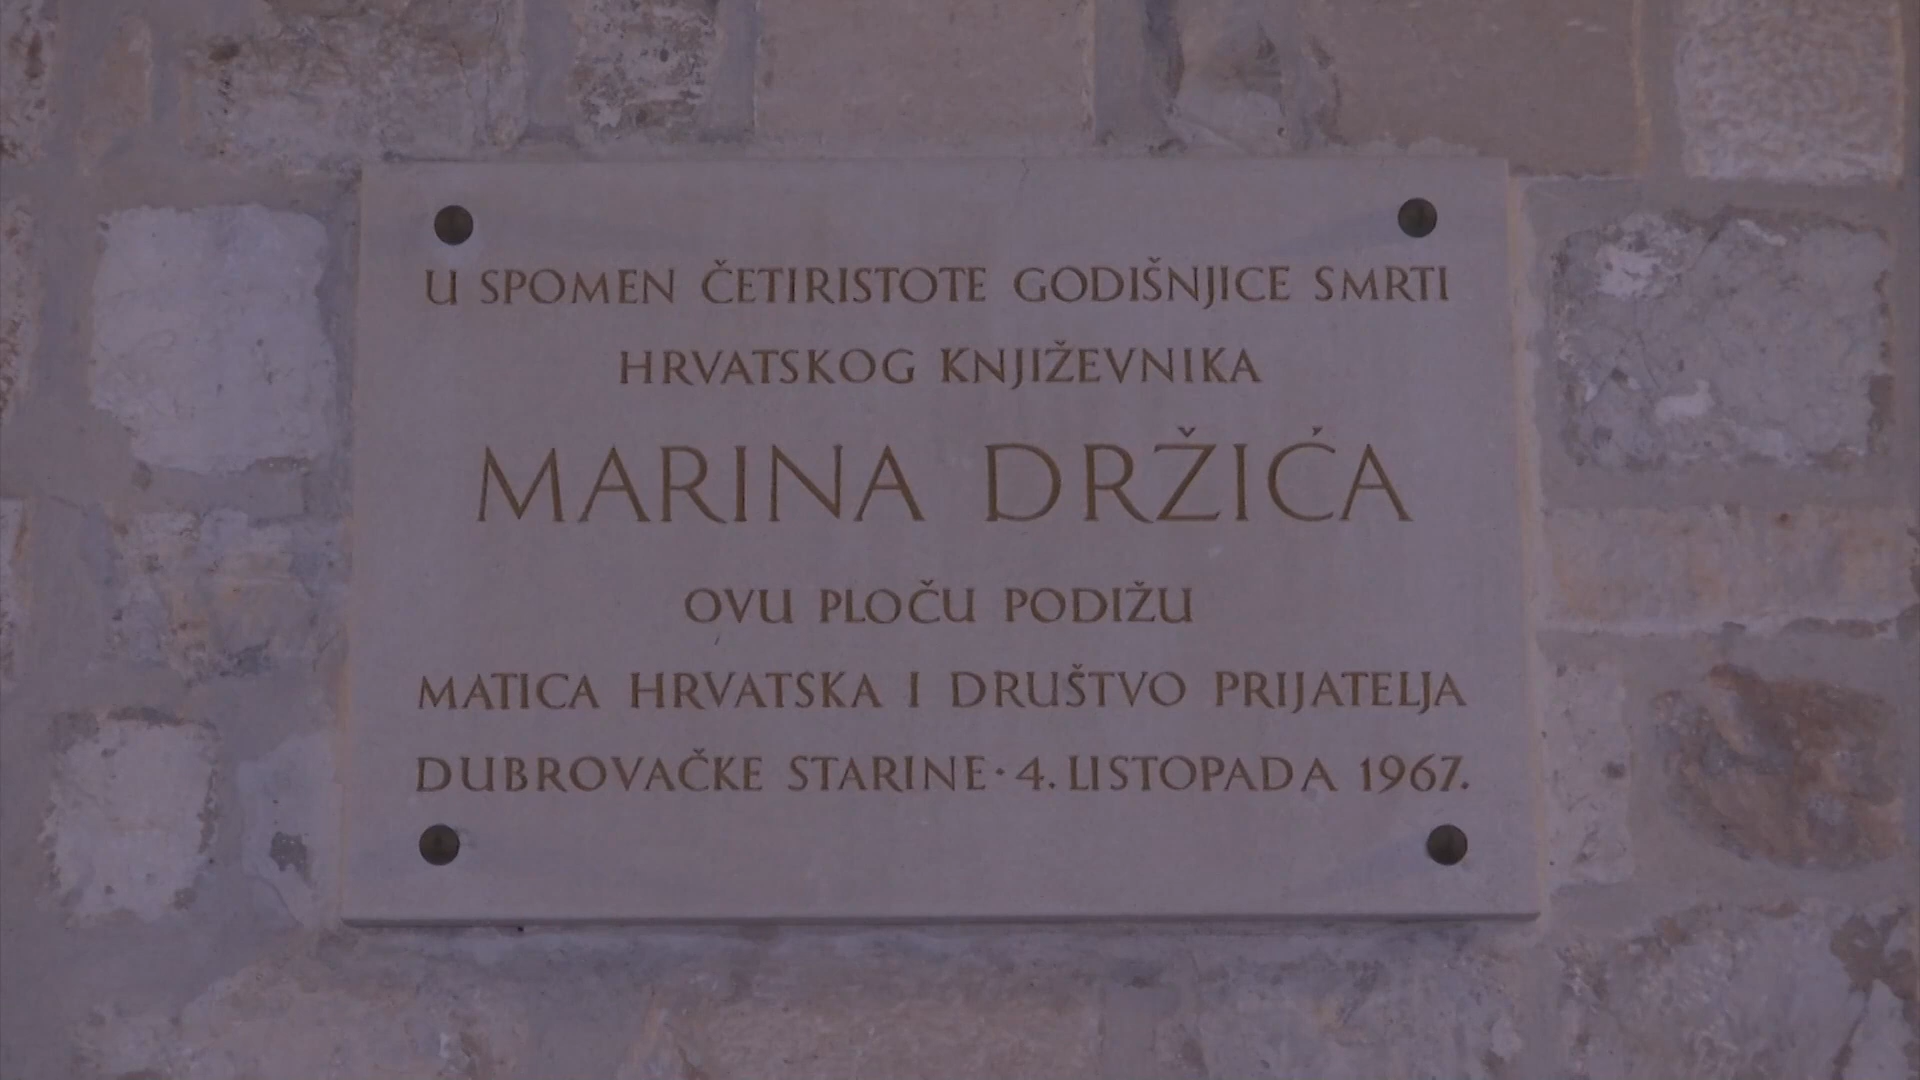 U SPOMEN ČETIRISTOTE GODIŠNJICE SMRTI
HRVATSKOG KNJIŽEVNIKA
MARINA DRŽIĆA
OVU PLOČU PODIŽU
MATICA HRVATSKA I DRUŠTVO PRIJATELJA
DUBROVAČKE STARINE · 4. LISTOPADA 1967.